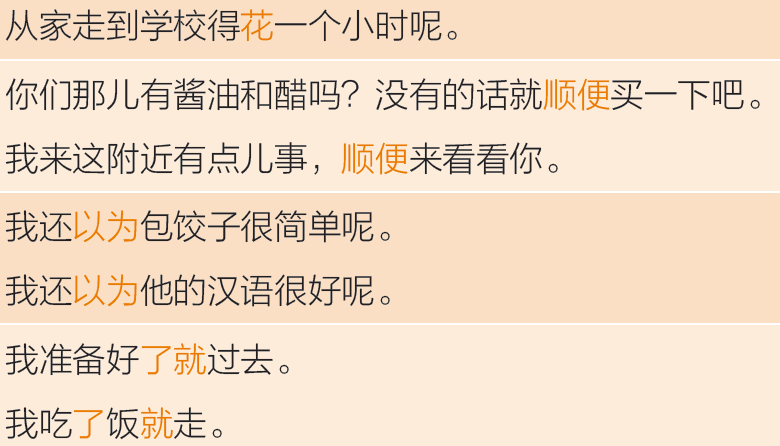 从家走到学校得花一个小时呢。
你们那儿有酱油和醋吗？没有的话就顺便买一下吧。
我来这附近有点儿事，顺便来看看你。
我还以为包饺子很简单呢。
我还以为他的汉语很好呢。
我准备好了就过去。
我吃了饭就走。